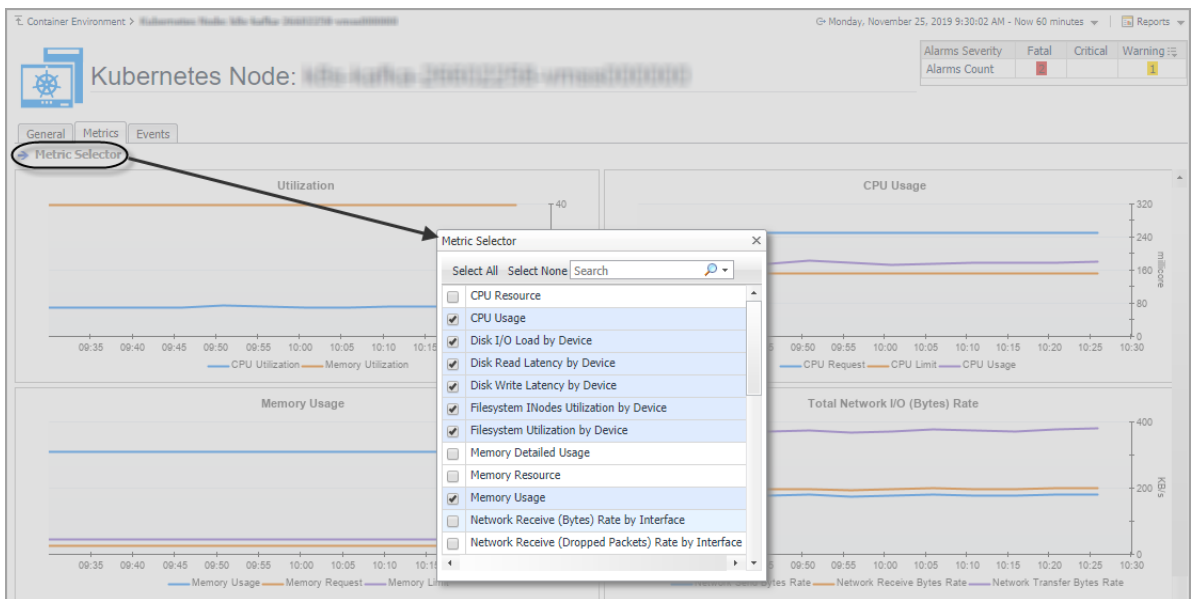 Container Environment >
Monday, November 25, 2019 9:30:02 AM - Now 60 minutes
Reports
Kubernetes Node:
Alarms Severity Fatal Critical Warning
Alarms Count 2 1
General Metrics Events
Metric Selector
Utilization
40
09:35 09:40 09:45 09:50 09:55 10:00 10:05 10:10 10:15
CPU Utilization Memory Utilization
CPU Usage
320
240
160
80
0
millicore
09:50 09:55 10:00 10:05 10:10 10:15 10:20 10:25 10:30
CPU Request CPU Limit CPU Usage
Metric Selector
Select All Select None Search
CPU Resource
CPU Usage
Disk I/O Load by Device
Disk Read Latency by Device
Disk Write Latency by Device
Filesystem INodes Utilization by Device
Filesystem Utilization by Device
Memory Detailed Usage
Memory Resource
Memory Usage
Network Receive (Bytes) Rate by Interface
Network Receive (Dropped Packets) Rate by Interface
Memory Usage
09:35 09:40 09:45 09:50 09:55 10:00 10:05 10:10
Memory Usage Memory Request Memory
Total Network I/O (Bytes) Rate
400
200
0
KB/s
09:50 09:55 10:00 10:05 10:10 10:15 10:20 10:25 10:30
Bytes Rate Network Receive Bytes Rate Network Transfer Bytes Rate